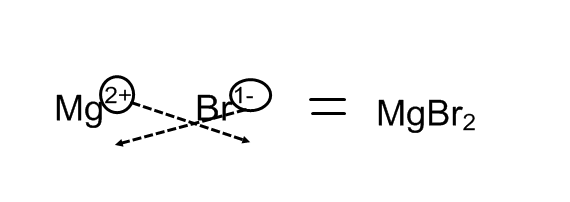 Mg²⁺ Br¹⁻ = MgBr₂